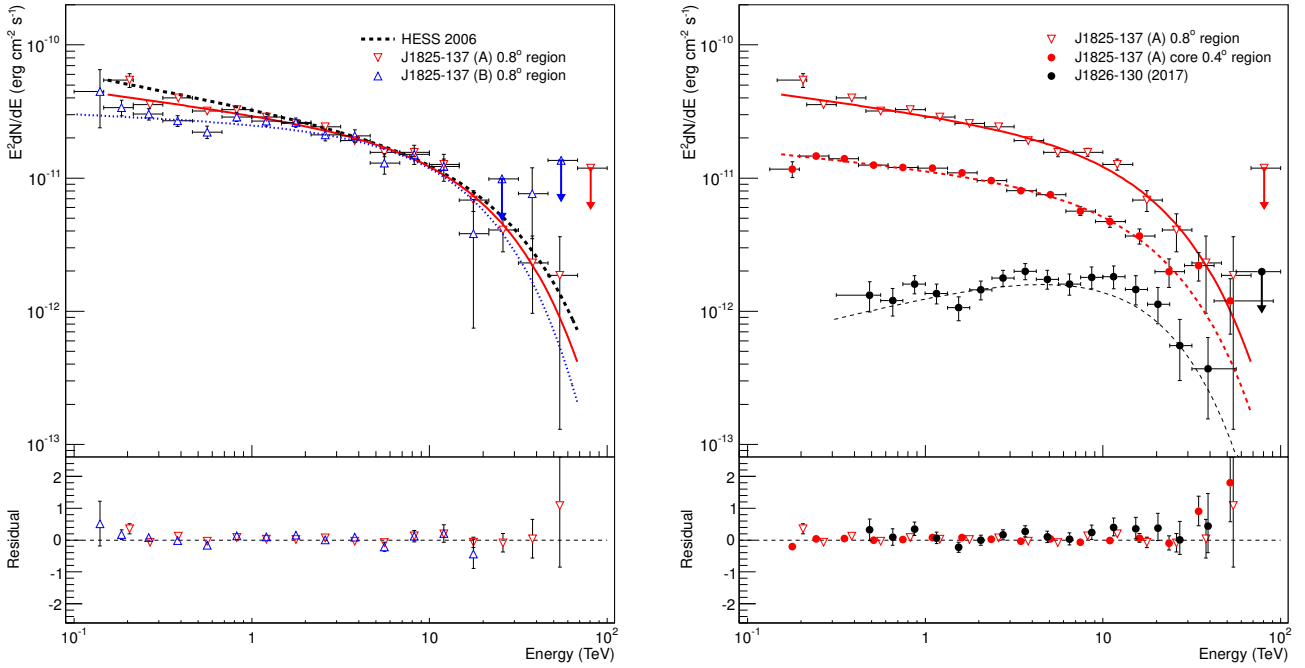 E²dN/dE (erg cm⁻² s⁻¹)
10⁻¹⁰
10⁻¹¹
10⁻¹²
10⁻¹³
HESS 2006
J1825-137 (A) 0.8° region
J1825-137 (B) 0.8° region
Residual
2
1
0
-1
-2
10⁻¹ 1 10 10²
Energy (TeV)
E²dN/dE (erg cm⁻² s⁻¹)
10⁻¹⁰
10⁻¹¹
10⁻¹²
10⁻¹³
J1825-137 (A) 0.8° region
J1825-137 (A) core 0.4° region
J1826-130 (2017)
Residual
2
1
0
-1
-2
10⁻¹ 1 10 10²
Energy (TeV)